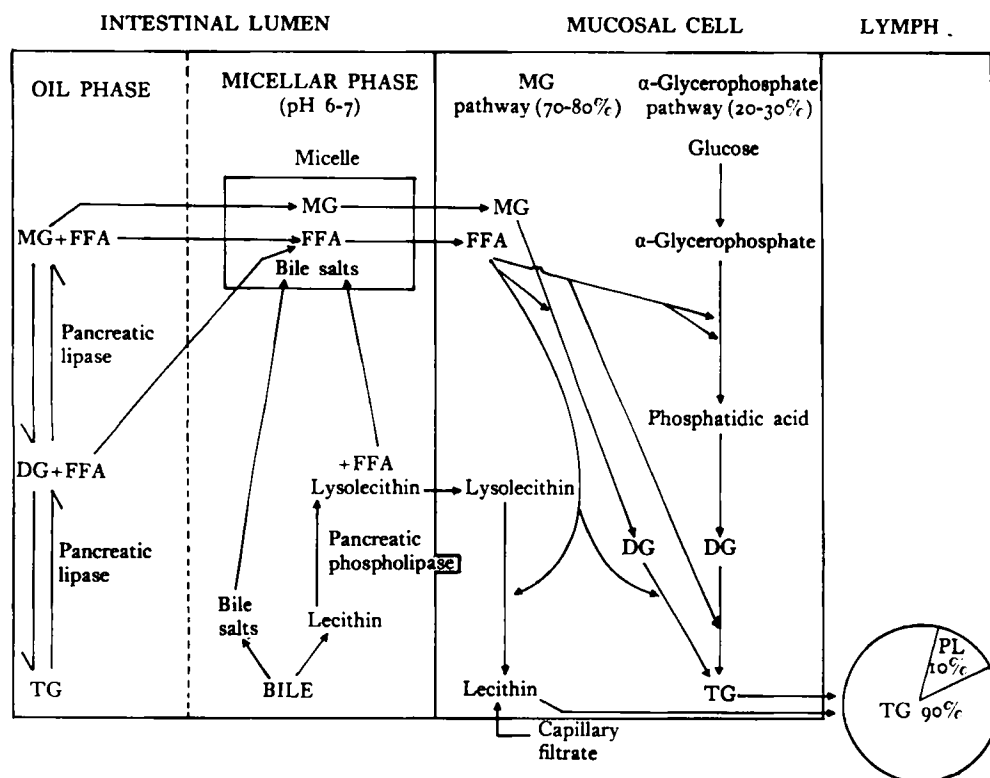 INTESTINAL LUMEN
MUCOSAL CELL
LYMPH .
OIL PHASE
MICELLAR PHASE
(pH 6-7)
MG
pathway (70-80%)
α-Glycerophosphate
pathway (20-30%)
Glucose
Micelle
MG
MG
MG+FFA
FFA
FFA
α-Glycerophosphate
Bile salts
Pancreatic
lipase
Phosphatidic acid
DG+FFA
+FFA
Lysolecithin
Lysolecithin
Pancreatic
lipase
Pancreatic
phospholipase
DG
DG
Bile
salts
Lecithin
TG
BILE
Lecithin
TG
PL
10%
TG 90%
Capillary
filtrate